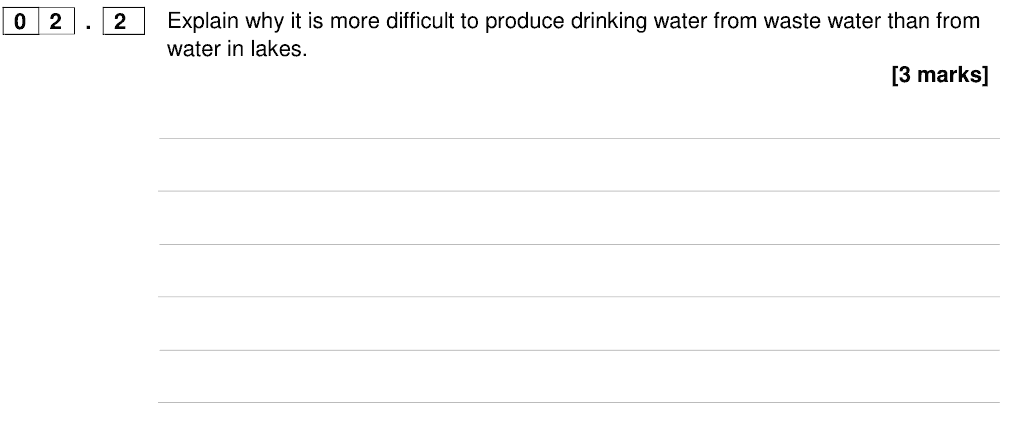 0 2 . 2 Explain why it is more difficult to produce drinking water from waste water than from
water in lakes.
[3 marks]